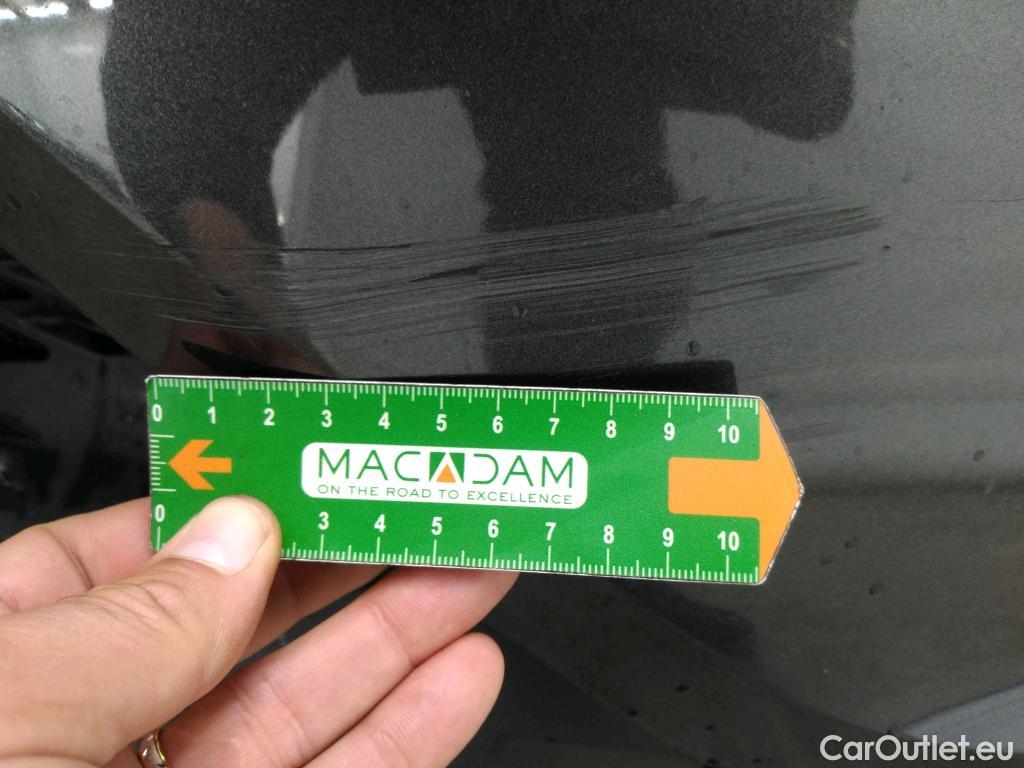 0 1 2 3 4 5 6 7 8 9 10
MACADAM
ON THE ROAD TO EXCELLENCE
0 3 4 5 6 7 8 9 10
CarOutlet.eu